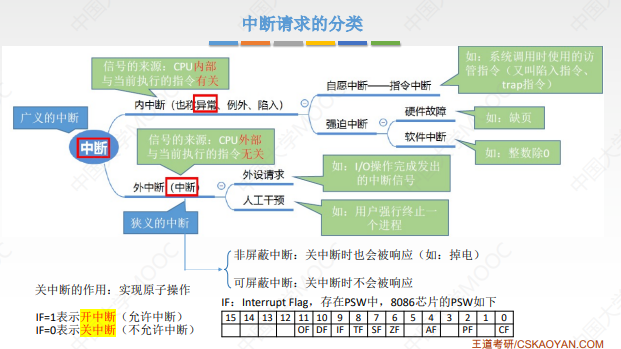 中断请求的分类
信号的来源：CPU内部
与当前执行的指令有关
如：系统调用时使用的访
管指令（又叫陷入指令、
trap指令）
自愿中断——指令中断
内中断（也称异常、例外、陷入）
广义的中断
硬件故障
如：缺页
强迫中断
信号的来源：CPU外部
与当前执行的指令无关
软件中断
如：整数除0
中断
外设请求
如：I/O操作完成发出
的中断信号
外中断（中断）
人工干预
如：用户强行终止一
个进程
狭义的中断
非屏蔽中断：关中断时也会被响应（如：掉电）
可屏蔽中断：关中断时不会被响应
关中断的作用：实现原子操作
IF：Interrupt Flag，存在PSW中，8086芯片的PSW如下
IF=1表示开中断（允许中断）
IF=0表示关中断（不允许中断）
15 14 13 12 11 10 9 8 7 6 5 4 3 2 1 0
OF DF IF TF SF ZF AF PF CF
王道考研/CSKAOYAN.COM
中国大学MOOC